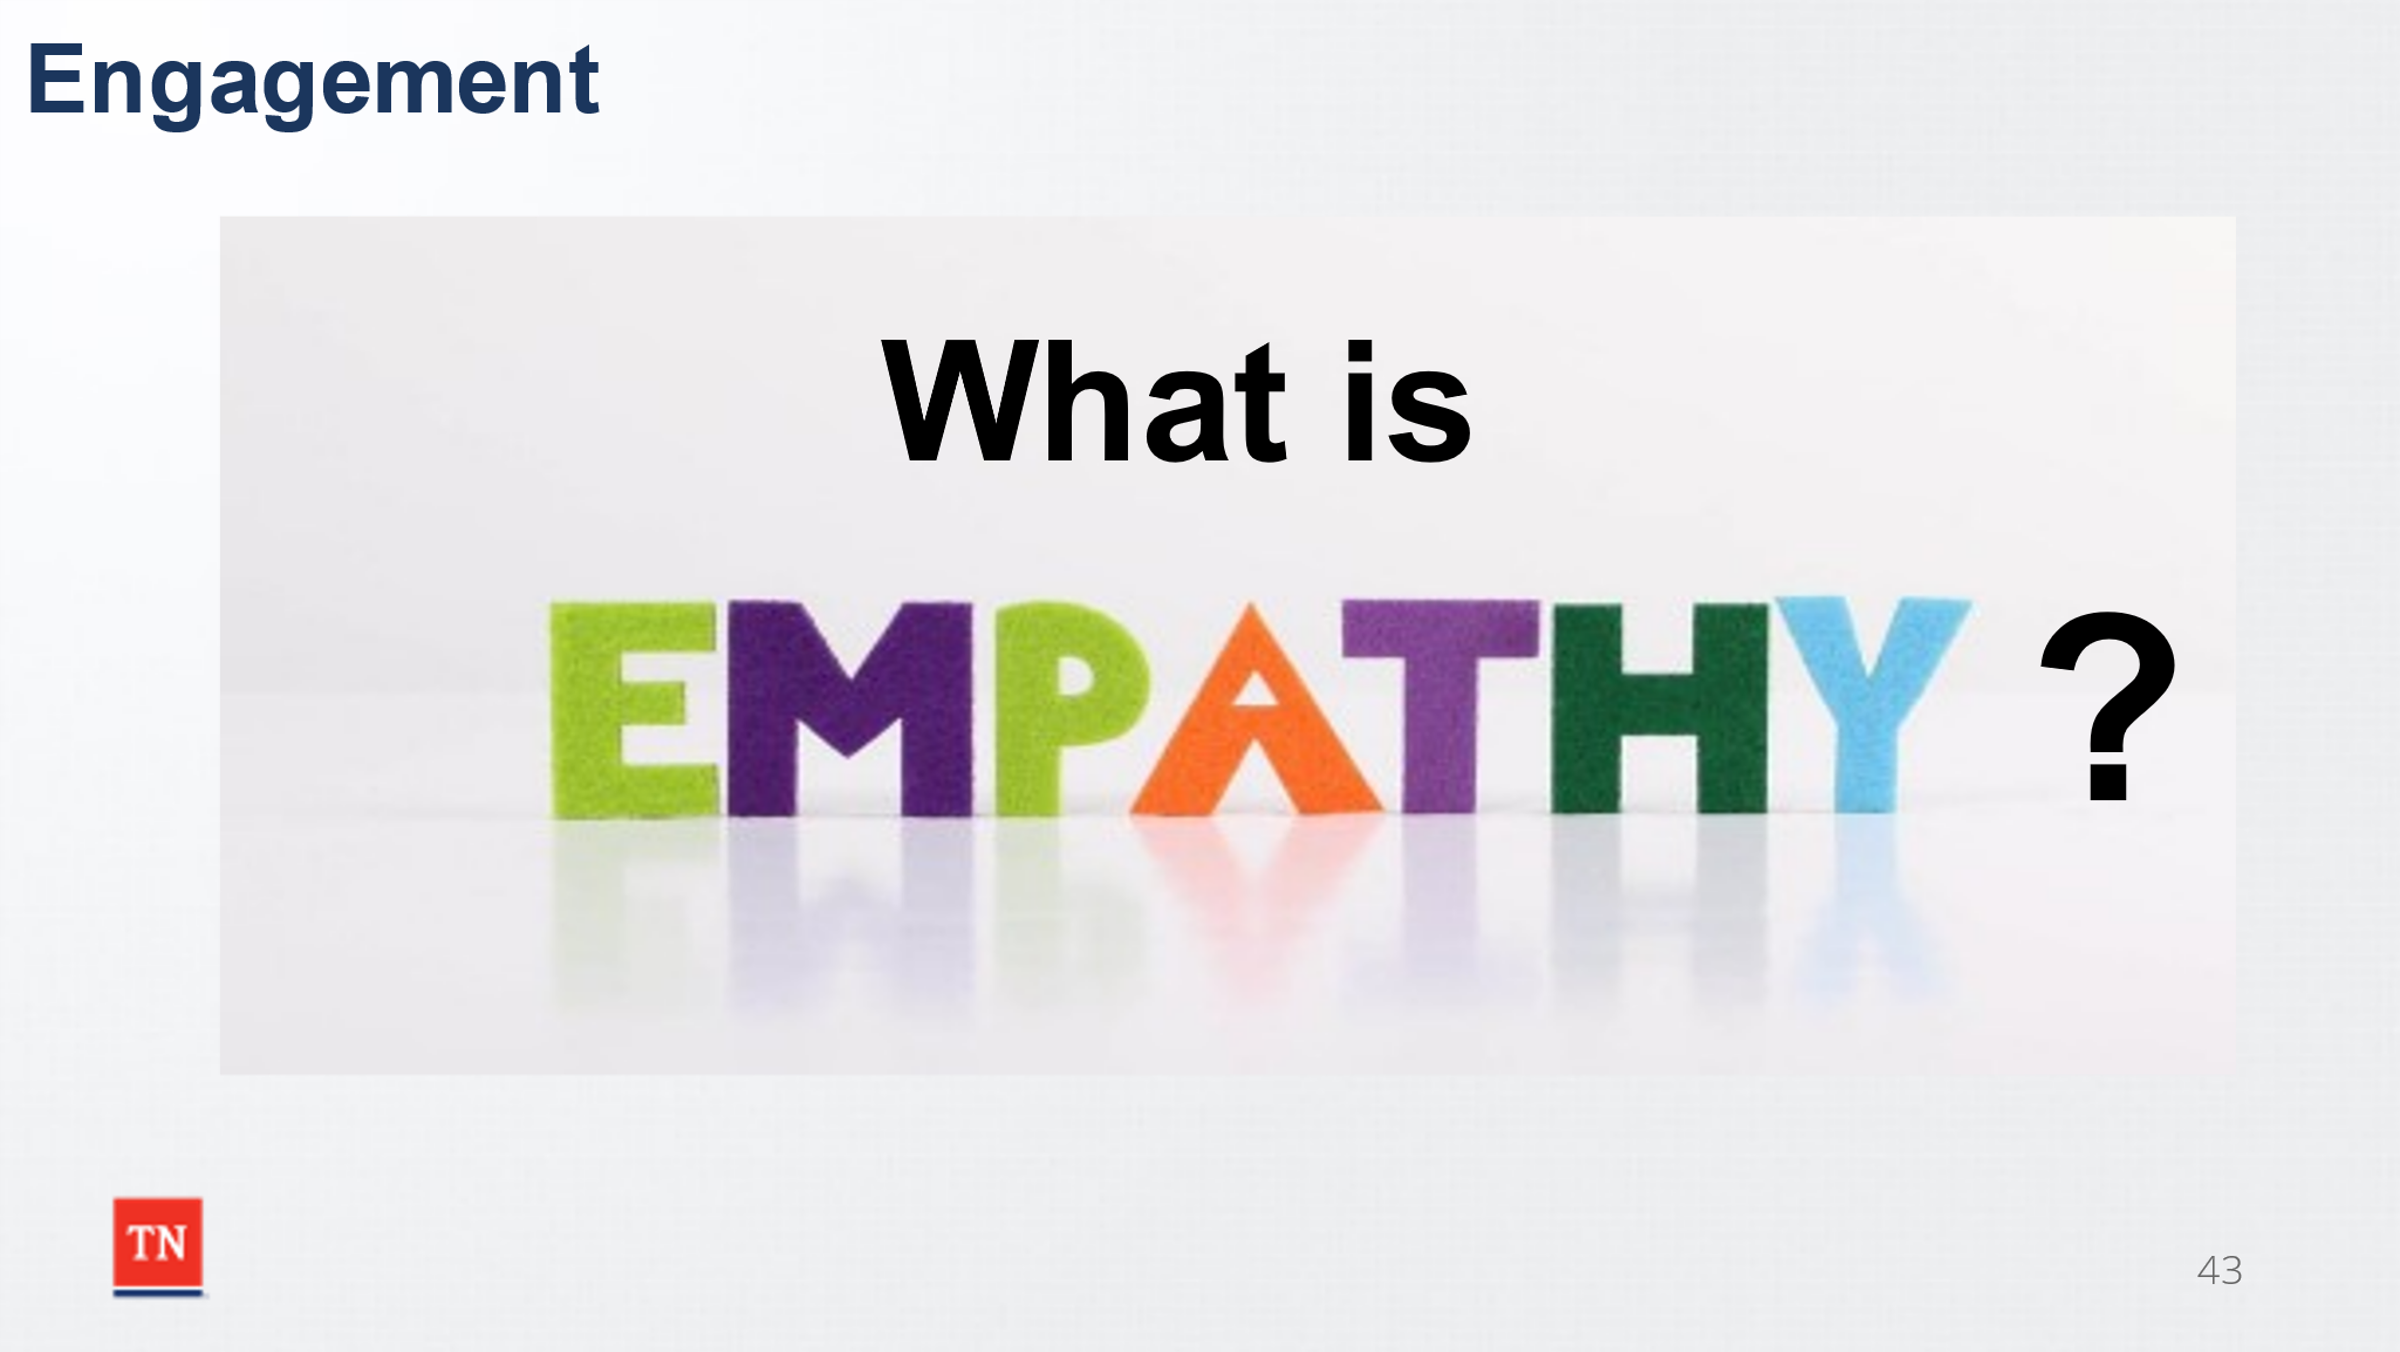 Engagement
What is
EMPATHY ?
TN
43